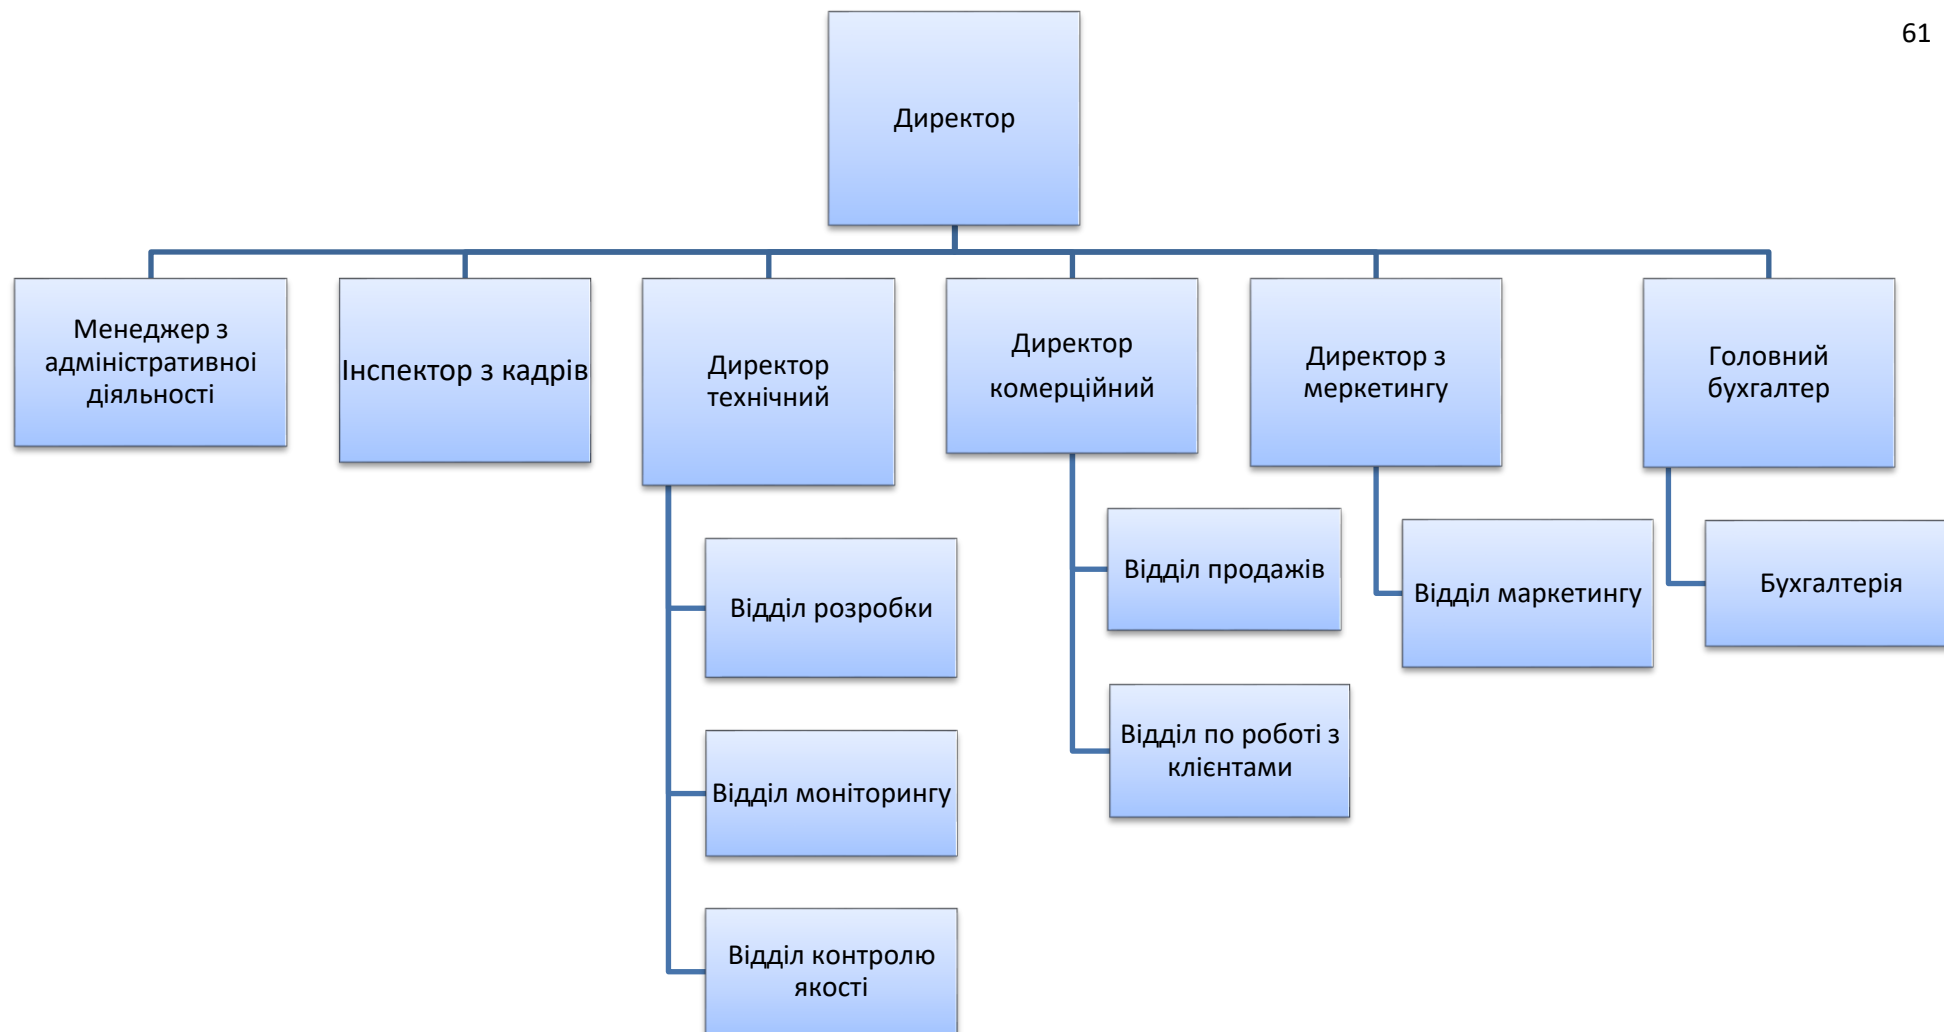 61
Директор
Менеджер з
адміністративної
діяльності
Інспектор з кадрів
Директор
технічний
Директор
комерційний
Директор з
меркетингу
Головний
бухгалтер
Відділ розробки
Відділ моніторингу
Відділ контролю
якості
Відділ продажів
Відділ по роботі з
клієнтами
Відділ маркетингу
Бухгалтерія